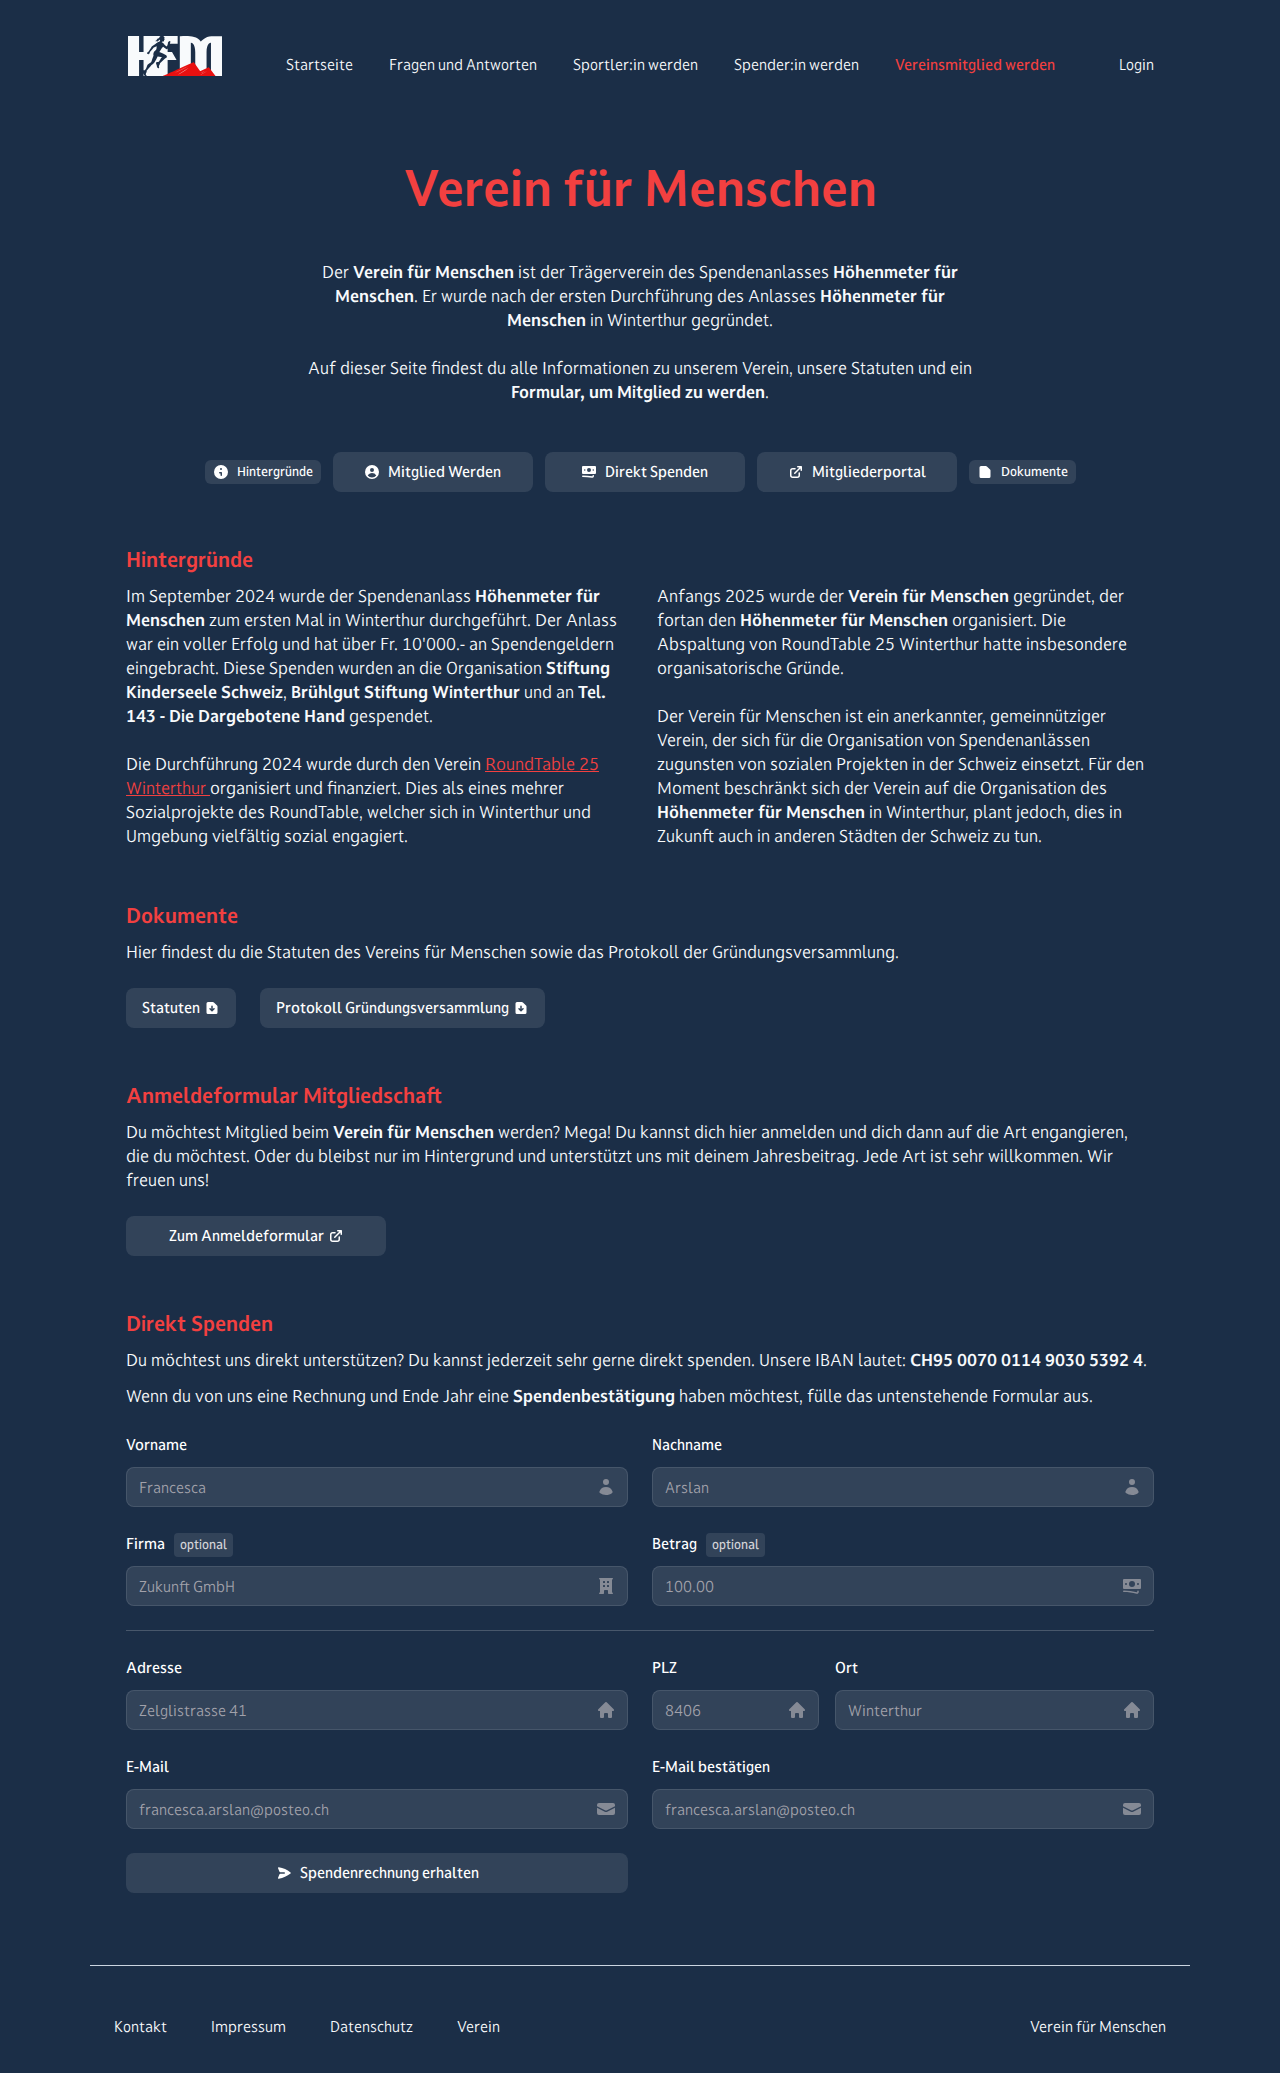 HFM
Startseite
Fragen und Antworten
Sportler:in werden
Spender:in werden
Vereinsmitglied werden
Login
Verein für Menschen
Der Verein für Menschen ist der Trägerverein des Spendenanlasses Höhenmeter für
Menschen. Er wurde nach der ersten Durchführung des Anlasses Höhenmeter für
Menschen in Winterthur gegründet.
Auf dieser Seite findest du alle Informationen zu unserem Verein, unsere Statuten und ein
Formular, um Mitglied zu werden.
Hintergründe
Mitglied Werden
Direkt Spenden
Mitgliederportal
Dokumente
Hintergründe
Im September 2024 wurde der Spendenanlass Höhenmeter für
Menschen zum ersten Mal in Winterthur durchgeführt. Der Anlass
war ein voller Erfolg und hat über Fr. 10'000.- an Spendengeldern
eingebracht. Diese Spenden wurden an die Organisation Stiftung
Kinderseele Schweiz, Brühlgut Stiftung Winterthur und an Tel.
143 - Die Dargebotene Hand gespendet.
Die Durchführung 2024 wurde durch den Verein RoundTable 25
Winterthur organisiert und finanziert. Dies als eines mehrer
Sozialprojekte des RoundTable, welcher sich in Winterthur und
Umgebung vielfältig sozial engagiert.
Anfangs 2025 wurde der Verein für Menschen gegründet, der
fortan den Höhenmeter für Menschen organisiert. Die
Abspaltung von RoundTable 25 Winterthur hatte insbesondere
organisatorische Gründe.
Der Verein für Menschen ist ein anerkannter, gemeinnütziger
Verein, der sich für die Organisation von Spendenanlässen
zugunsten von sozialen Projekten in der Schweiz einsetzt. Für den
Moment beschränkt sich der Verein auf die Organisation des
Höhenmeter für Menschen in Winterthur, plant jedoch, dies in
Zukunft auch in anderen Städten der Schweiz zu tun.
Dokumente
Hier findest du die Statuten des Vereins für Menschen sowie das Protokoll der Gründungsversammlung.
Statuten
Protokoll Gründungsversammlung
Anmeldeformular Mitgliedschaft
Du möchtest Mitglied beim Verein für Menschen werden? Mega! Du kannst dich hier anmelden und dich dann auf die Art engangieren,
die du möchtest. Oder du bleibst nur im Hintergrund und unterstützt uns mit deinem Jahresbeitrag. Jede Art ist sehr willkommen. Wir
freuen uns!
Zum Anmeldeformular
Direkt Spenden
Du möchtest uns direkt unterstützen? Du kannst jederzeit sehr gerne direkt spenden. Unsere IBAN lautet: CH95 0070 0114 9030 5392 4.
Wenn du von uns eine Rechnung und Ende Jahr eine Spendenbestätigung haben möchtest, fülle das untenstehende Formular aus.
Vorname
Nachname
Francesca
Arslan
Firma optional
Betrag optional
Zukunft GmbH
100.00
Adresse
PLZ
Ort
Zelglistrasse 41
8406
Winterthur
E-Mail
E-Mail bestätigen
francesca.arslan@posteo.ch
francesca.arslan@posteo.ch
Spendenrechnung erhalten
Kontakt
Impressum
Datenschutz
Verein
Verein für Menschen